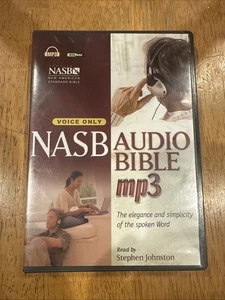 MP3
NASB
NEW AMERICAN
STANDARD BIBLE
VOICE ONLY
NASB AUDIO
BIBLE
mp3
The elegance and simplicity
of the spoken Word
Read by
Stephen Johnston